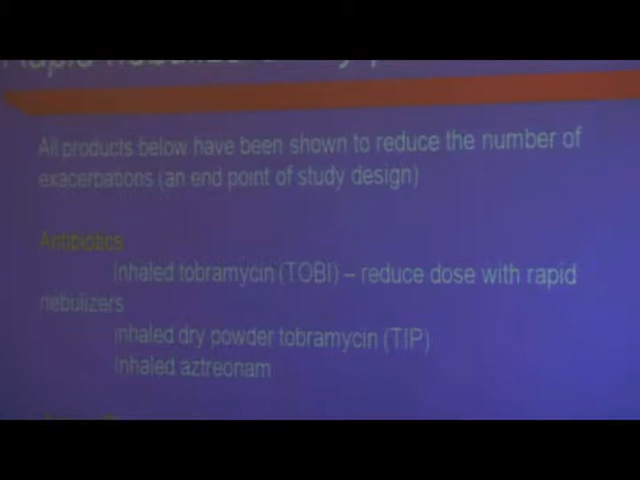 Rapid
All products below have been shown to reduce the number of
exacerbations (an end point of study design)
Antibiotics
Inhaled tobramycin (TOBI) – reduce dose with rapid
nebulizers
inhaled dry powder tobramycin (TIP)
Inhaled aztreonam